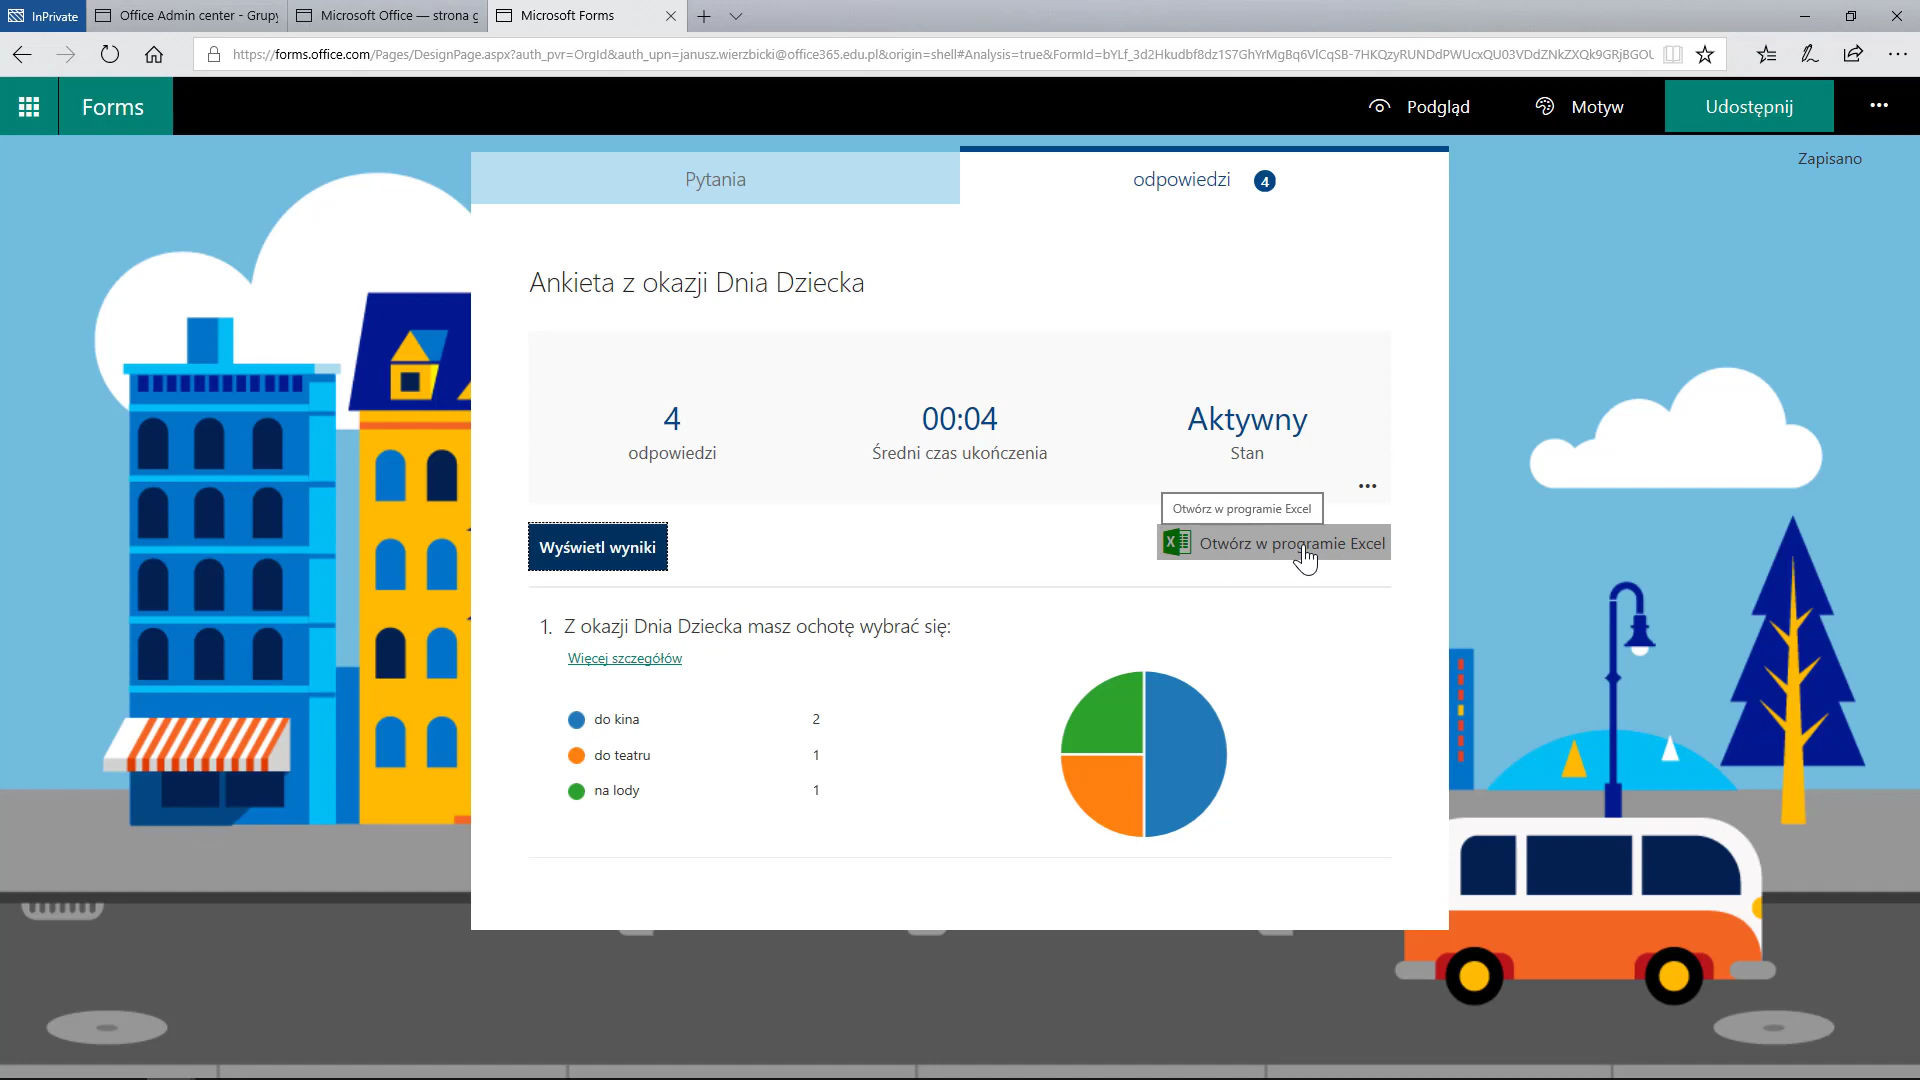 InPrivate
Office Admin center - Grupy
Microsoft Office — strona g
Microsoft Forms
https://forms.office.com/Pages/DesignPage.aspx?auth_pvr=OrgId&auth_upn=janusz.wierzbicki@office365.edu.pl&origin=shell#Analysis=true&FormId=bYLf_3d2Hkudbf8dz1S7GhYrMgBq6VlCqSB-7HKQzyRUNDdPWUcxQU03VDdZNkZXQk9GRjBGOU
Forms
Podgląd
Motyw
Udostępnij
Zapisano
Pytania
odpowiedzi 4
Ankieta z okazji Dnia Dziecka
4
odpowiedzi
00:04
Średni czas ukończenia
Aktywny
Stan
Otwórz w programie Excel
Wyświetl wyniki
Otwórz w programie Excel
1. Z okazji Dnia Dziecka masz ochotę wybrać się:
Więcej szczegółów
do kina 2
do teatru 1
na lody 1